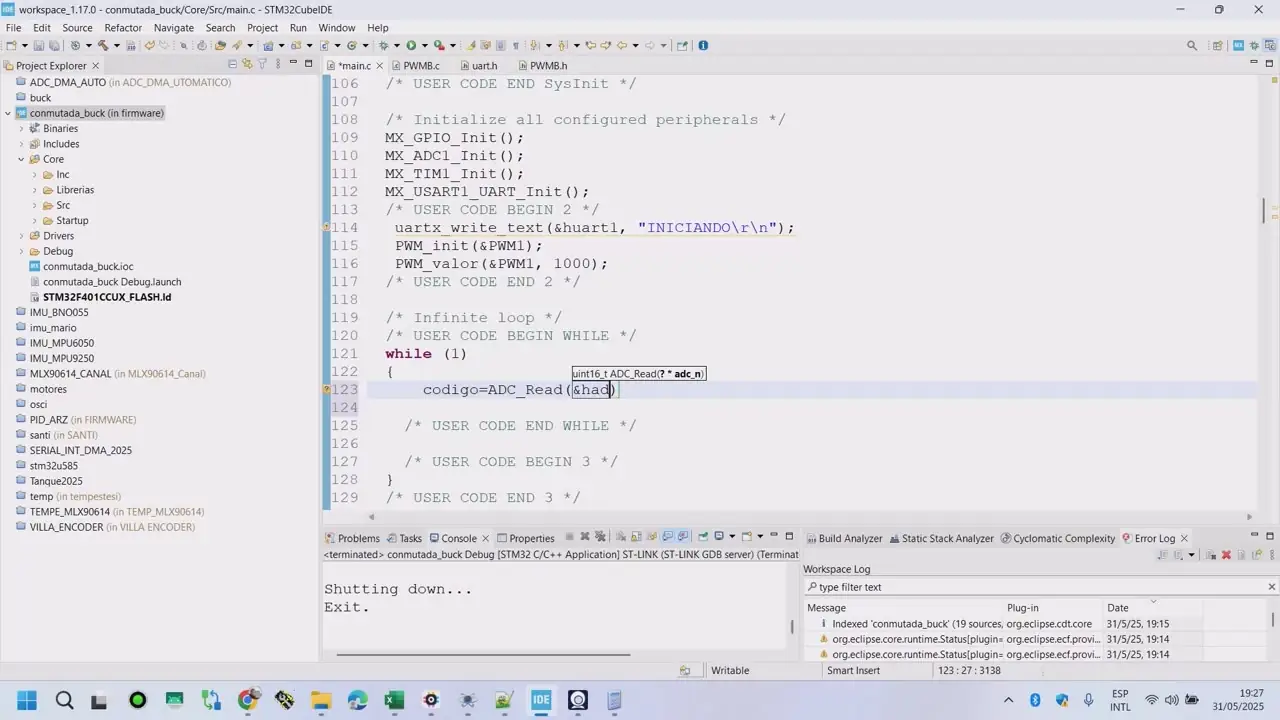 workspace_1.17.0 - conmutada_buck/Core/Src/main.c - STM32CubeIDE
File Edit Source Refactor Navigate Search Project Run Window Help
Project Explorer
ADC_DMA_AUTO (in ADC_DMA_UTOMATICO)
buck
conmutada_buck (in firmware)
Binaries
Includes
Core
Inc
Librerias
Src
Startup
Drivers
Debug
conmutada_buck.ioc
conmutada_buck Debug.launch
STM32F401CCUX_FLASH.ld
IMU_BNO055
imu_mario
IMU_MPU6050
IMU_MPU9250
MLX90614_CANAL (in MLX90614_Canal)
motores
osci
PID_ARZ (in FIRMWARE)
santi (in SANTI)
SERIAL_INT_DMA_2025
stm32u585
Tanque2025
temp (in tempestesi)
TEMPE_MLX90614 (in TEMP_MLX90614)
VILLA_ENCODER (in VILLA ENCODER)
*main.c PWMB.c uart.h PWMB.h
106 /* USER CODE END SysInit */
107
108 /* Initialize all configured peripherals */
109 MX_GPIO_Init();
110 MX_ADC1_Init();
111 MX_TIM1_Init();
112 MX_USART1_UART_Init();
113 /* USER CODE BEGIN 2 */
114 uartx_write_text(&huart1, "INICIANDO\r\n");
115 PWM_init(&PWM1);
116 PWM_valor(&PWM1, 1000);
117 /* USER CODE END 2 */
118
119 /* Infinite loop */
120 /* USER CODE BEGIN WHILE */
121 while (1)
122 {
uint16_t ADC_Read(? * adc_n)
123 codigo=ADC_Read(&had)
124
125 /* USER CODE END WHILE */
126
127 /* USER CODE BEGIN 3 */
128 }
129 /* USER CODE END 3 */
Problems Tasks Console Properties
<terminated> conmutada_buck Debug [STM32 C/C++ Application] ST-LINK (ST-LINK GDB server) (Terminat
Shutting down...
Exit.
Build Analyzer Static Stack Analyzer Cyclomatic Complexity Error Log
Workspace Log
type filter text
Message Plug-in Date
Indexed 'conmutada_buck' (19 sources, org.eclipse.cdt.core 31/5/25, 19:15
org.eclipse.core.runtime.Status[plugin= org.eclipse.ecf.provi... 31/5/25, 19:14
org.eclipse.core.runtime.Status[plugin= org.eclipse.ecf.provi... 31/5/25, 19:14
Writable Smart Insert 123 : 27 : 3138
IDE
ESP
INTL
19:27
31/05/2025